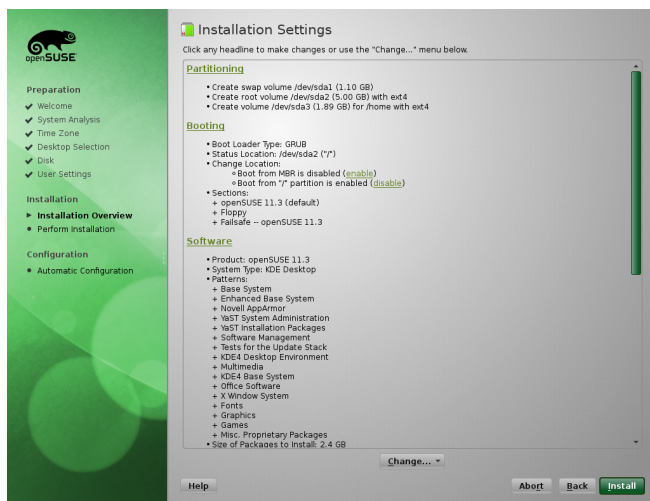 openSUSE
Preparation
Welcome
System Analysis
Time Zone
Desktop Selection
Disk
User Settings
Installation
Installation Overview
Perform Installation
Configuration
Automatic Configuration
Installation Settings
Click any headline to make changes or use the "Change..." menu below.
Partitioning
• Create swap volume /dev/sda1 (1.10 GB)
• Create root volume /dev/sda2 (5.00 GB) with ext4
• Create volume /dev/sda3 (1.89 GB) for /home with ext4
Booting
• Boot Loader Type: GRUB
• Status Location: /dev/sda2 ("/")
• Change Location:
Boot from MBR is disabled (enable)
Boot from "/" partition is enabled (disable)
• Sections:
+ openSUSE 11.3 (default)
+ Floppy
+ Failsafe -- openSUSE 11.3
Software
• Product: openSUSE 11.3
• System Type: KDE Desktop
• Patterns:
+ Base System
+ Enhanced Base System
+ Novell AppArmor
+ YaST System Administration
+ YaST Installation Packages
+ Software Management
+ Tests for the Update Stack
+ KDE4 Desktop Environment
+ Multimedia
+ KDE4 Base System
+ Office Software
+ X Window System
+ Fonts
+ Graphics
+ Games
+ Misc. Proprietary Packages
• Size of Packages to Install: 2.4 GB
Change...
Help
Abort
Back
Install